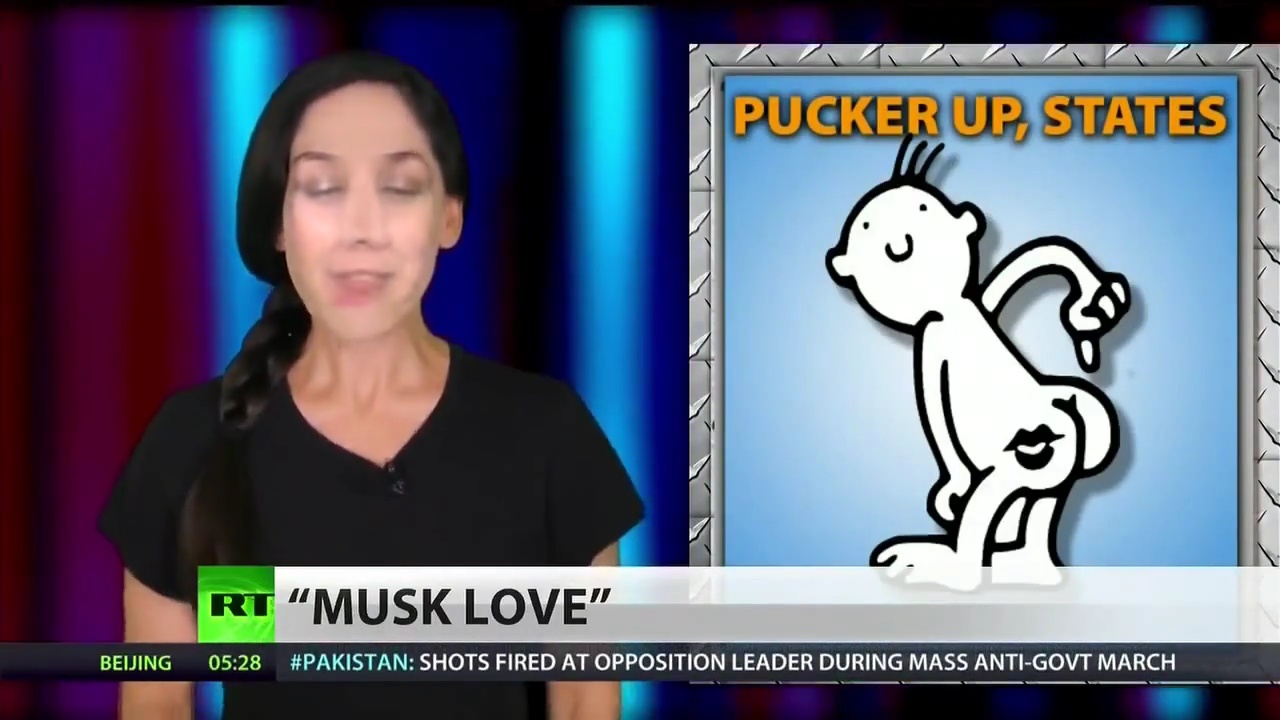 PUCKER UP, STATES
RT "MUSK LOVE"
BEIJING 05:28 #PAKISTAN: SHOTS FIRED AT OPPOSITION LEADER DURING MASS ANTI-GOVT MARCH